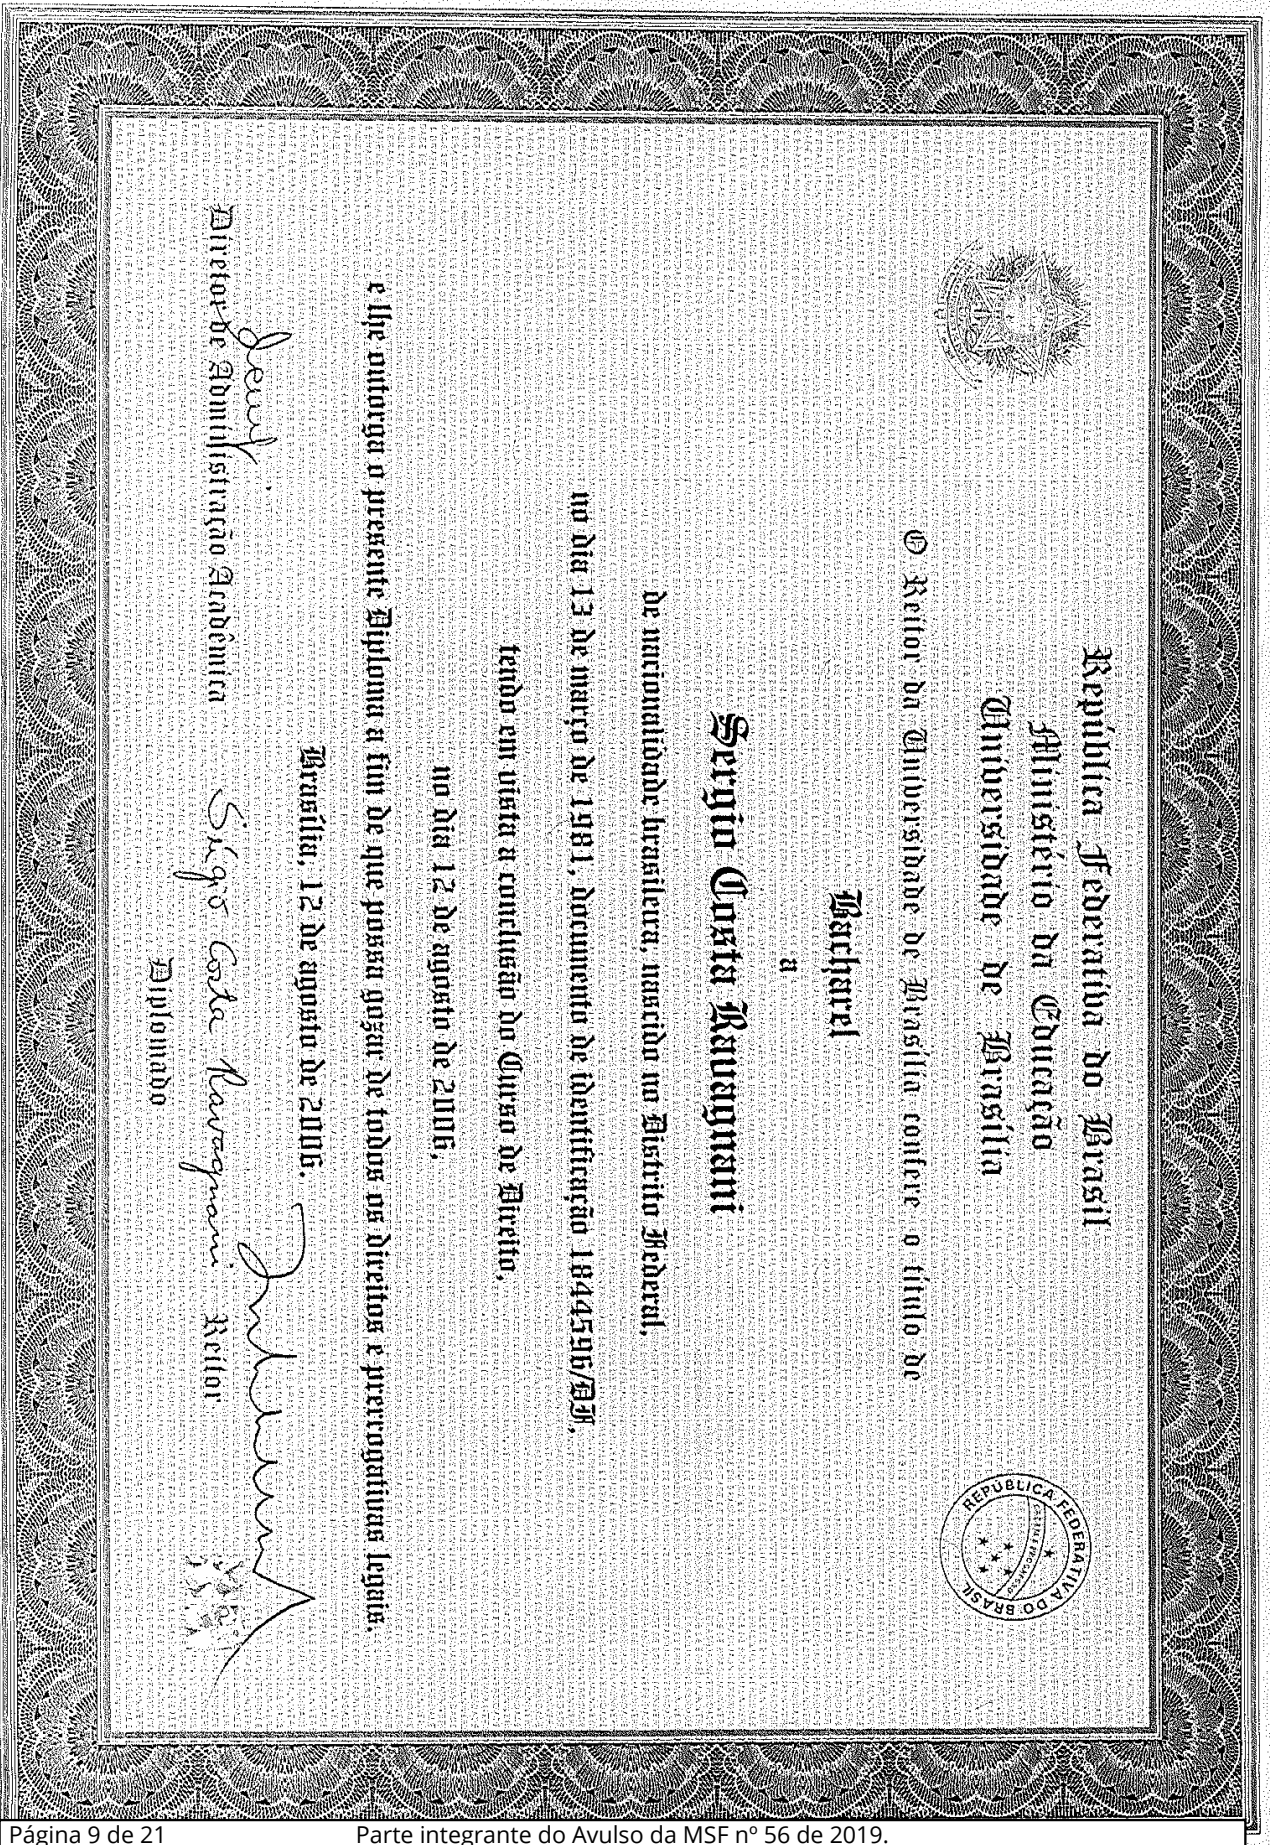 República Federativa do Brasil
Ministério da Educação
Universidade de Brasília
O Reitor da Universidade de Brasília confere o título de
Bacharel
a
Sergio Costa Ravagnani
de nacionalidade brasileira, nascido no Distrito Federal,
no dia 13 de março de 1981, documento de identificação 1844596/DF,
tendo em vista a conclusão do Curso de Direito,
no dia 12 de agosto de 2006,
e lhe outorga o presente Diploma a fim de que possa gozar de todos os direitos e prerrogativas legais.
Brasília, 12 de agosto de 2006.
Diretor de Administração Acadêmica
Sérgio Costa Ravagnani
Diplomado
Reitor
REPÚBLICA FEDERATIVA DO BRASIL
Página 9 de 21
Parte integrante do Avulso da MSF nº 56 de 2019.